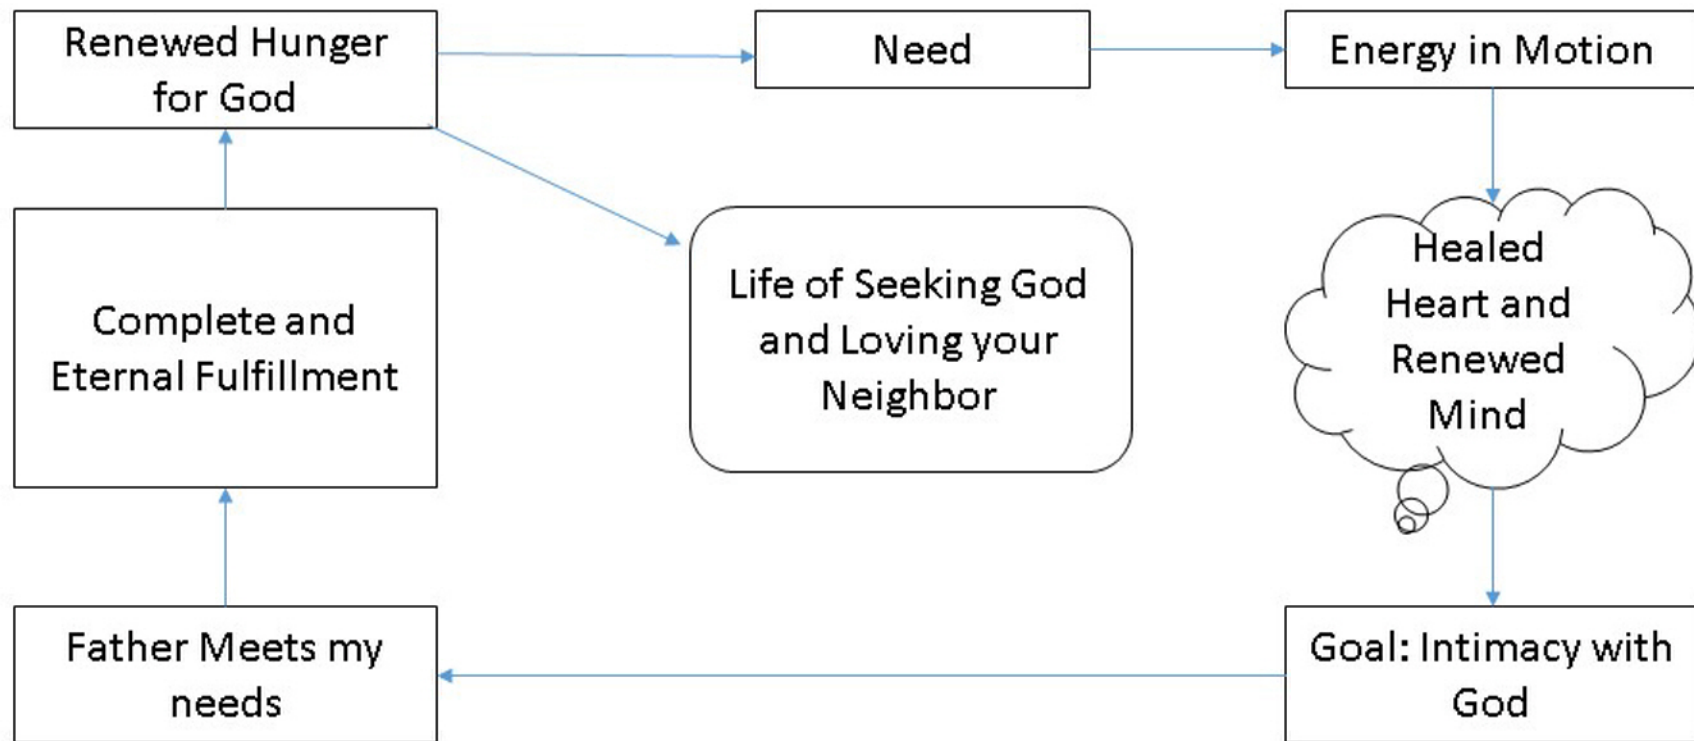 Renewed Hunger
for God
Need
Energy in Motion
Healed
Heart and
Renewed
Mind
Goal: Intimacy with
God
Father Meets my
needs
Complete and
Eternal Fulfillment
Life of Seeking God
and Loving your
Neighbor